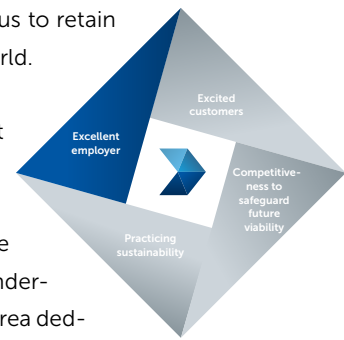 us to retain
rld.
t
e
nder-
rea ded-
Excited
customers
Excellent
employer
Competitive-
ness to
safeguard
future
viability
Practicing
sustainability